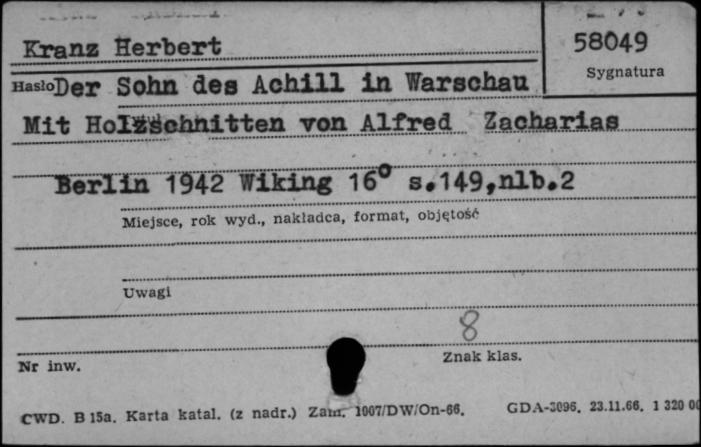 Kranz Herbert
58049
Sygnatura
Hasło Der Sohn des Achill in Warschau
Mit Holzschnitten von Alfred Zacharias
Berlin 1942 Wiking 16° s.149,nlb.2
Miejsce, rok wyd., nakładca, format, objętość
Uwagi
8
Nr inw.
Znak klas.
CWD. B 15a. Karta katal. (z nadr.) Zam. 1007/DW/On-66. GDA-3096. 23.11.66. 1 320 00